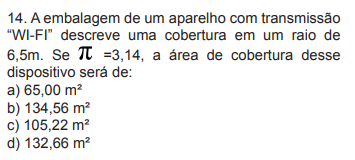 14. A embalagem de um aparelho com transmissão
“WI-FI” descreve uma cobertura em um raio de
6,5m. Se π =3,14, a área de cobertura desse
dispositivo será de:
a) 65,00 m²
b) 134,56 m²
c) 105,22 m²
d) 132,66 m²